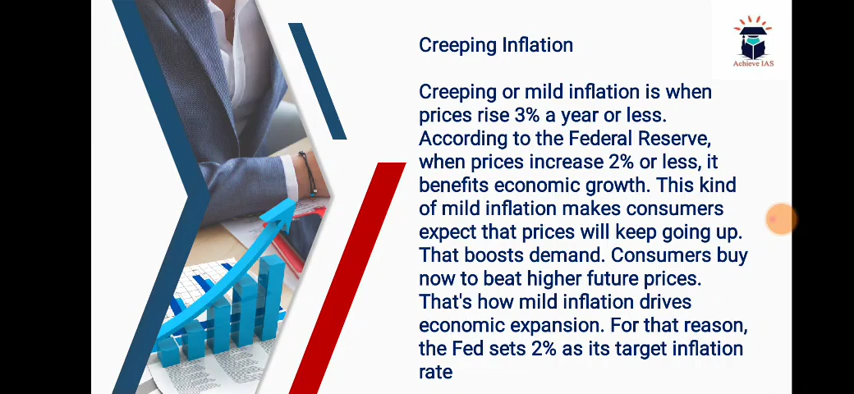 Creeping Inflation
Achieve IAS
Creeping or mild inflation is when
prices rise 3% a year or less.
According to the Federal Reserve,
when prices increase 2% or less, it
benefits economic growth. This kind
of mild inflation makes consumers
expect that prices will keep going up.
That boosts demand. Consumers buy
now to beat higher future prices.
That's how mild inflation drives
economic expansion. For that reason,
the Fed sets 2% as its target inflation
rate